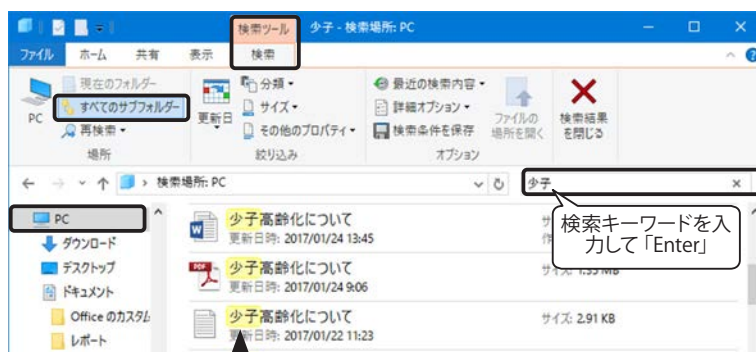 検索ツール 少子 - 検索場所: PC
ファイル ホーム 共有 表示 検索
現在のフォルダー
すべてのサブフォルダー
再検索
PC
場所
更新日
分類
サイズ
その他のプロパティ
絞り込み
最近の検索内容
詳細オプション
検索条件を保存
ファイルの
場所を開く
オプション
検索結果
を閉じる
検索場所: PC
少子
検索キーワードを入
力して「Enter」
PC
ダウンロード
デスクトップ
ドキュメント
Office のカスタム
レポート
少子高齢化について
更新日時: 2017/01/24 13:45
少子高齢化について
更新日時: 2017/01/24 9:06
サイズ: 1.35 MB
少子高齢化について
更新日時: 2017/01/22 11:23
サイズ: 2.91 KB